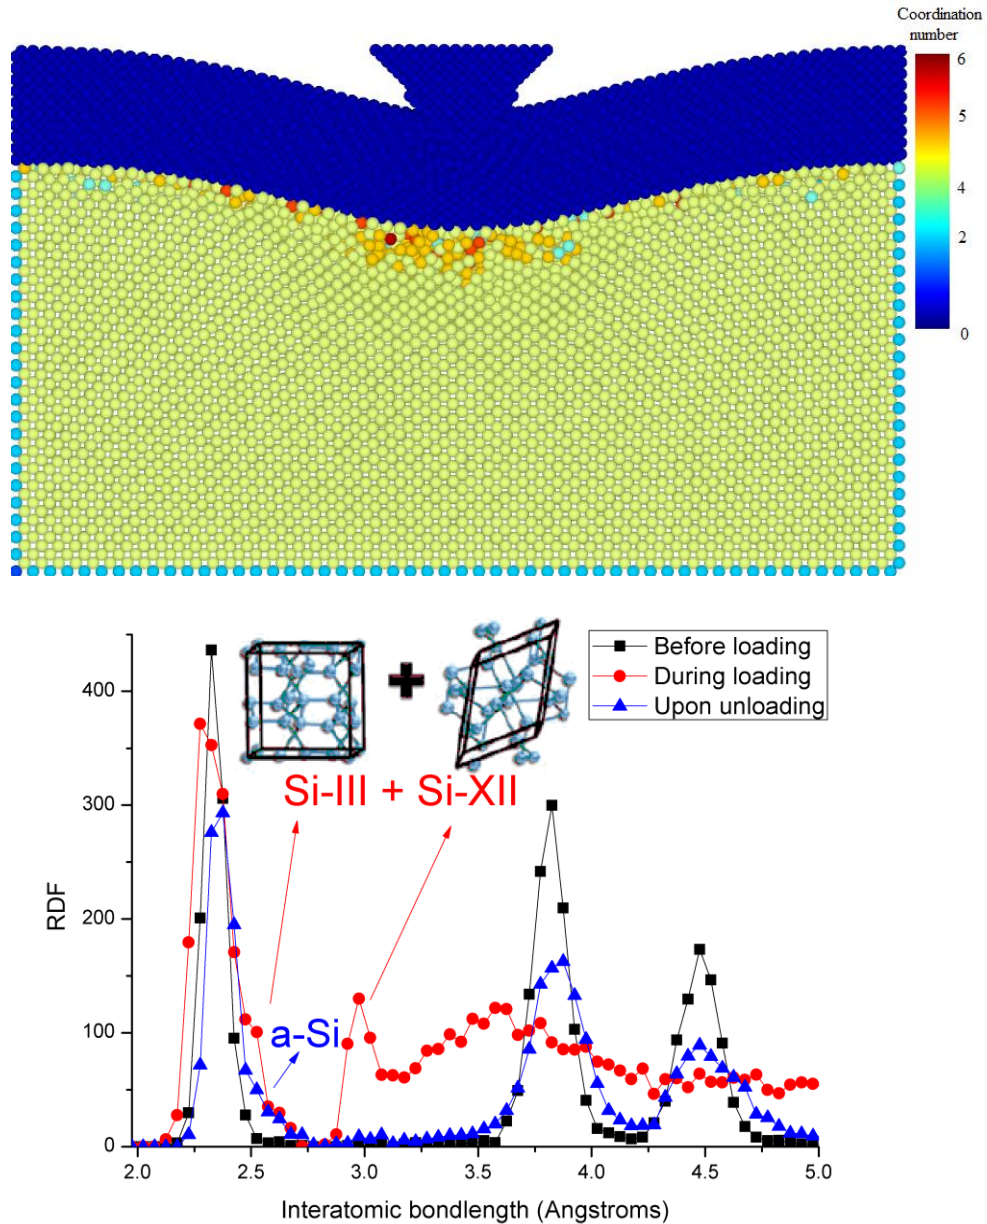 Coordination
number
6
5
4
2
0
Before loading
During loading
Upon unloading
Si-III + Si-XII
a-Si
RDF
400
300
200
100
0
2.0 2.5 3.0 3.5 4.0 4.5 5.0
Interatomic bondlength (Angstroms)